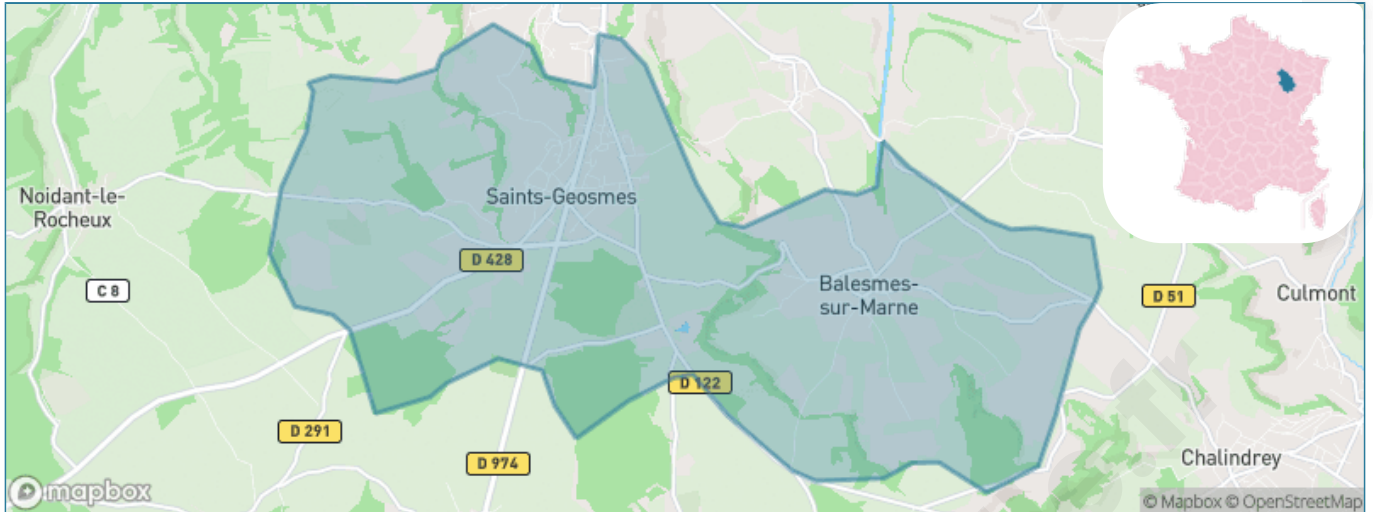 Saints-Geosmes
Noidant-le-
Rocheux
D 428
C 8
Balesmes-
sur-Marne
D 51
Culmont
D 122
D 291
D 974
Chalindrey
mapbox
© Mapbox © OpenStreetMap